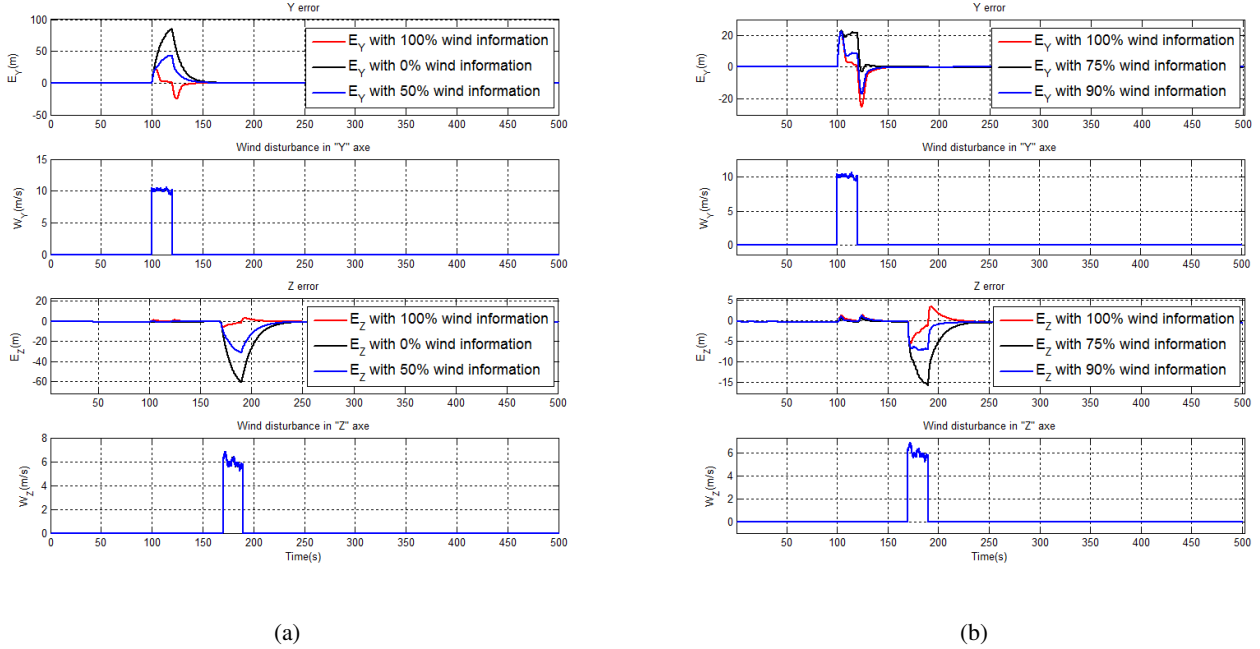 Y error
100
50
0
-50
E_Y(m)
E_Y with 100% wind information
E_Y with 0% wind information
E_Y with 50% wind information
0 50 100 150 200 250 300 350 400 450 500
Wind disturbance in "Y" axe
15
10
5
0
W_Y(m/s)
0 50 100 150 200 250 300 350 400 450 500
Z error
20
0
-20
-40
-60
E_Z(m)
E_Z with 100% wind information
E_Z with 0% wind information
E_Z with 50% wind information
50 100 150 200 250 300 350 400 450 500
Wind disturbance in "Z" axe
8
6
4
2
0
W_Z(m/s)
0 50 100 150 200 250 300 350 400 450 500
Time(s)
(a)
Y error
20
0
-20
E_Y(m)
E_Y with 100% wind information
E_Y with 75% wind information
E_Y with 90% wind information
50 100 150 200 250 300 350 400 450 500
Wind disturbance in "Y" axe
10
5
0
W_Y(m/s)
50 100 150 200 250 300 350 400 450 500
Z error
5
0
-5
-10
-15
E_Z(m)
E_Z with 100% wind information
E_Z with 75% wind information
E_Z with 90% wind information
50 100 150 200 250 300 350 400 450 500
Wind disturbance in "Z" axe
6
4
2
0
W_Z(m/s)
50 100 150 200 250 300 350 400 450 500
Time(s)
(b)